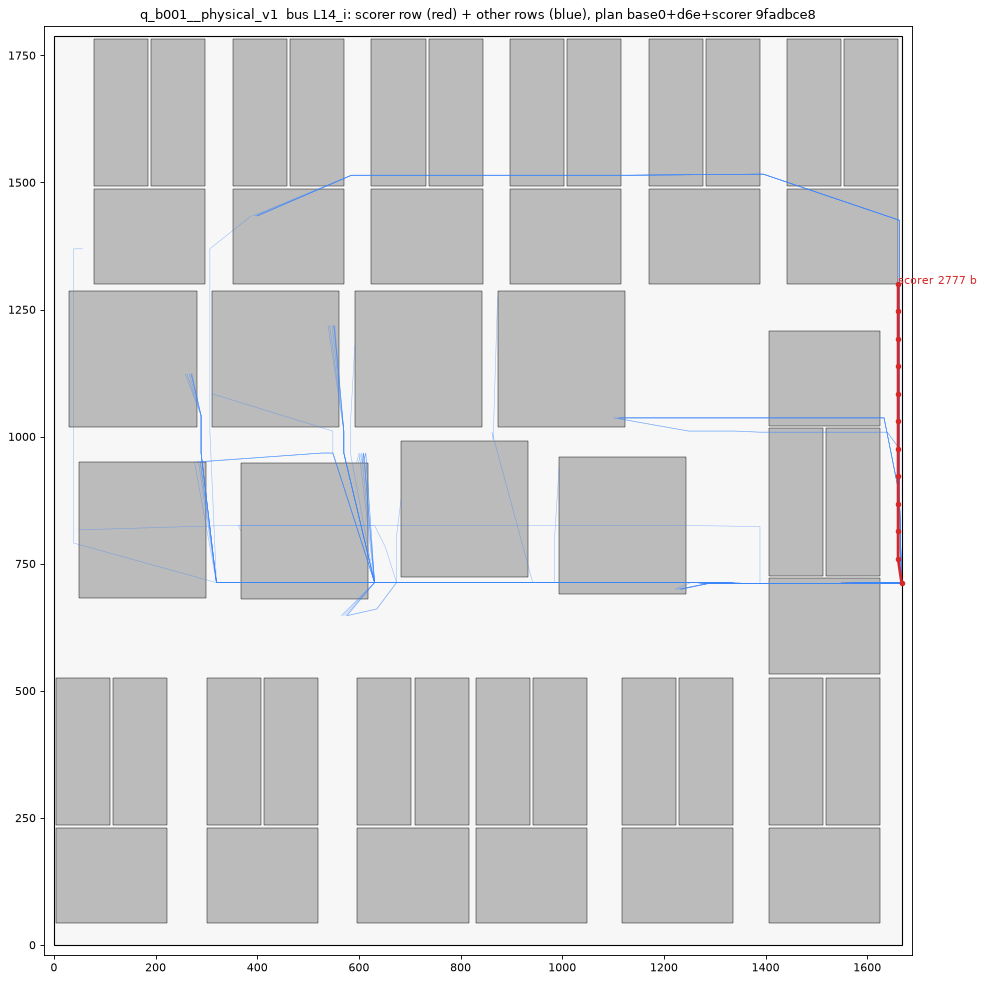 q_b001__physical_v1  bus L14_i: scorer row (red) + other rows (blue), plan base0+d6e+scorer 9fadbce8
1750
1500
scorer 2777 b
1250
1000
750
500
250
0
0 200 400 600 800 1000 1200 1400 1600